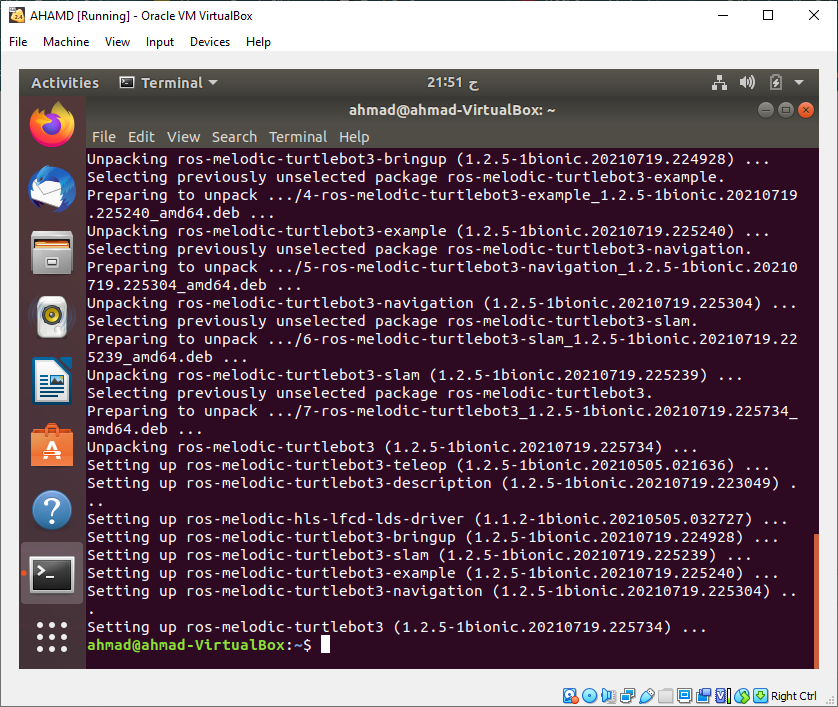 AHAMD [Running] - Oracle VM VirtualBox
File Machine View Input Devices Help
Activities Terminal 21:51 ح
ahmad@ahmad-VirtualBox: ~
File Edit View Search Terminal Help
Unpacking ros-melodic-turtlebot3-bringup (1.2.5-1bionic.20210719.224928) ...
Selecting previously unselected package ros-melodic-turtlebot3-example.
Preparing to unpack .../4-ros-melodic-turtlebot3-example_1.2.5-1bionic.20210719
.225240_amd64.deb ...
Unpacking ros-melodic-turtlebot3-example (1.2.5-1bionic.20210719.225240) ...
Selecting previously unselected package ros-melodic-turtlebot3-navigation.
Preparing to unpack .../5-ros-melodic-turtlebot3-navigation_1.2.5-1bionic.20210
719.225304_amd64.deb ...
Unpacking ros-melodic-turtlebot3-navigation (1.2.5-1bionic.20210719.225304) ...
Selecting previously unselected package ros-melodic-turtlebot3-slam.
Preparing to unpack .../6-ros-melodic-turtlebot3-slam_1.2.5-1bionic.20210719.22
5239_amd64.deb ...
Unpacking ros-melodic-turtlebot3-slam (1.2.5-1bionic.20210719.225239) ...
Selecting previously unselected package ros-melodic-turtlebot3.
Preparing to unpack .../7-ros-melodic-turtlebot3_1.2.5-1bionic.20210719.225734_
amd64.deb ...
Unpacking ros-melodic-turtlebot3 (1.2.5-1bionic.20210719.225734) ...
Setting up ros-melodic-turtlebot3-teleop (1.2.5-1bionic.20210505.021636) ...
Setting up ros-melodic-turtlebot3-description (1.2.5-1bionic.20210719.223049) .
..
Setting up ros-melodic-hls-lfcd-lds-driver (1.1.2-1bionic.20210505.032727) ...
Setting up ros-melodic-turtlebot3-bringup (1.2.5-1bionic.20210719.224928) ...
Setting up ros-melodic-turtlebot3-slam (1.2.5-1bionic.20210719.225239) ...
Setting up ros-melodic-turtlebot3-example (1.2.5-1bionic.20210719.225240) ...
Setting up ros-melodic-turtlebot3-navigation (1.2.5-1bionic.20210719.225304) ..
.
Setting up ros-melodic-turtlebot3 (1.2.5-1bionic.20210719.225734) ...
ahmad@ahmad-VirtualBox:~$
Right Ctrl